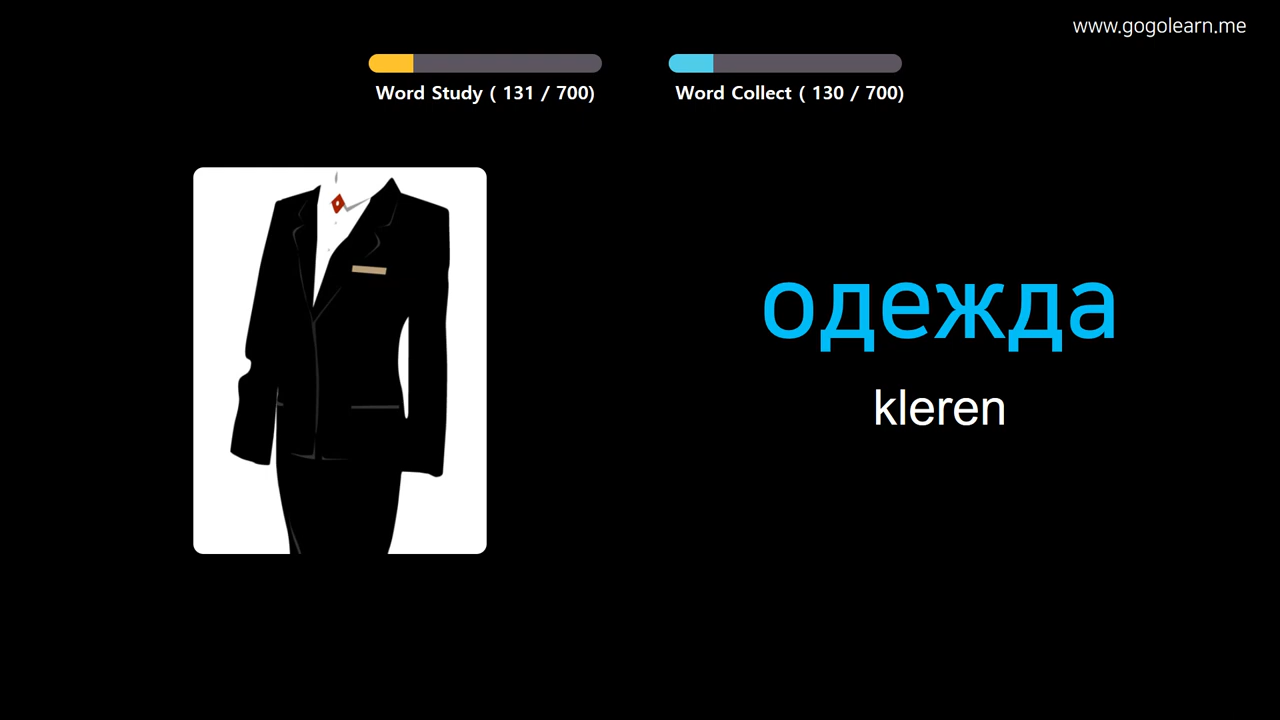 www.gogolearn.me
Word Study ( 131 / 700)
Word Collect ( 130 / 700)
одежда
kleren